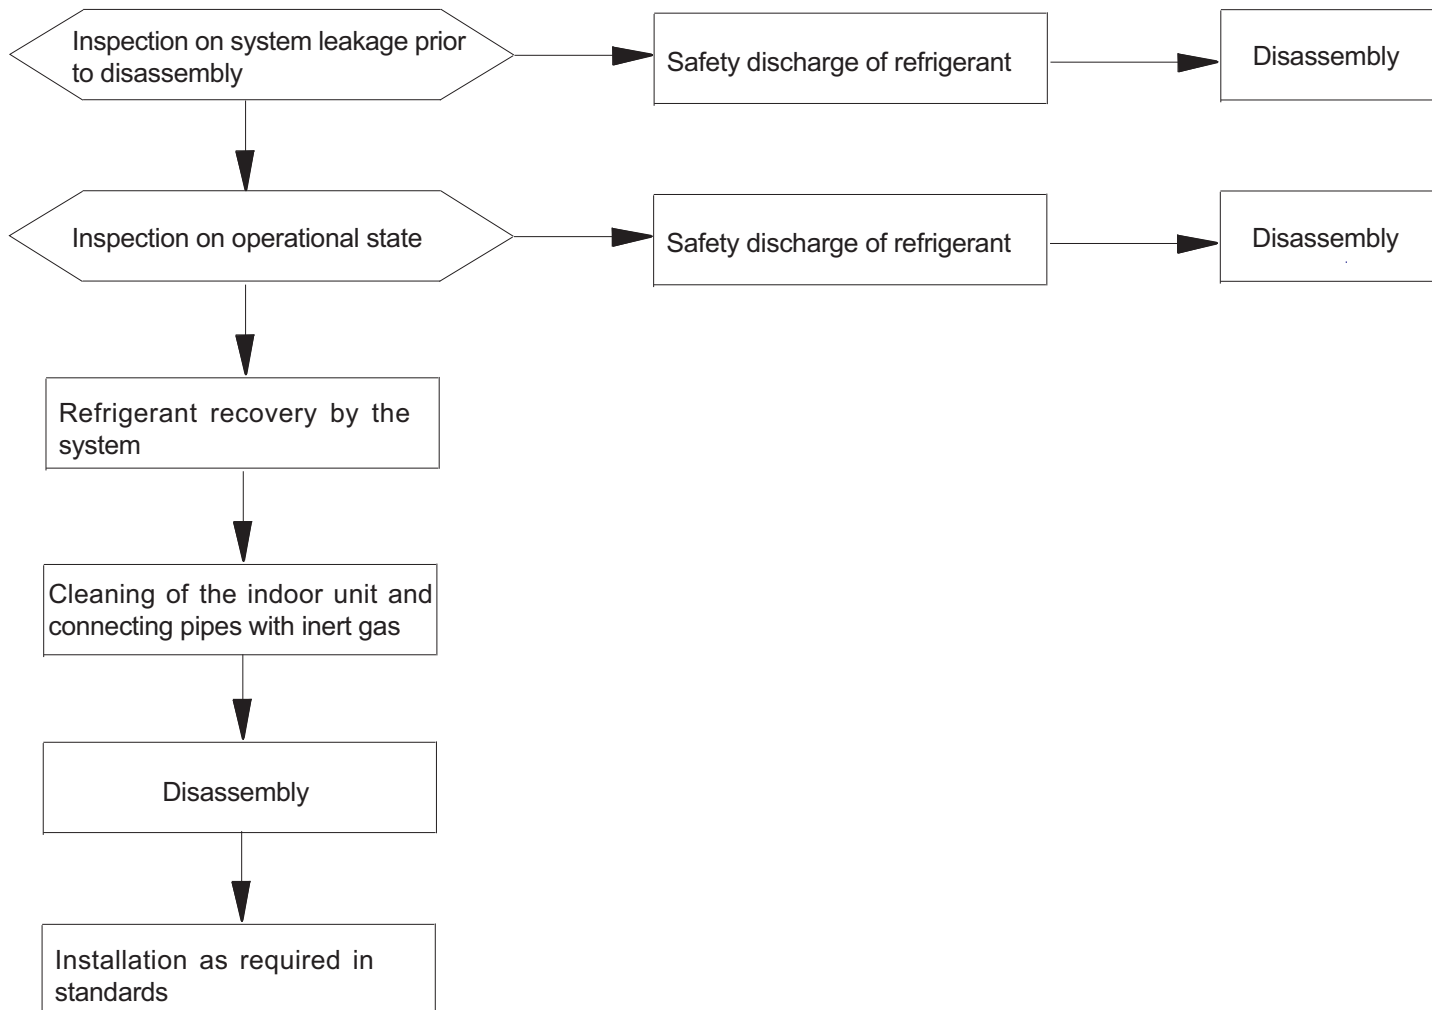 Inspection on system leakage prior
to disassembly
Safety discharge of refrigerant
Disassembly
Inspection on operational state
Safety discharge of refrigerant
Disassembly
Refrigerant recovery by the
system
Cleaning of the indoor unit and
connecting pipes with inert gas
Disassembly
Installation as required in
standards